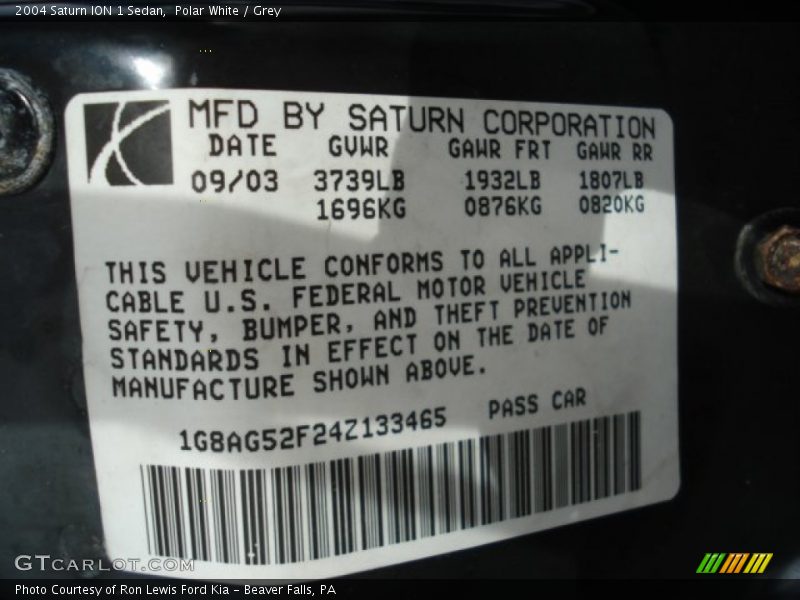 2004 Saturn ION 1 Sedan,  Polar White / Grey
MFD BY SATURN CORPORATION
DATE GVWR GAWR FRT GAWR RR
09/03 3739LB 1932LB 1807LB
1696KG 0876KG 0820KG
THIS VEHICLE CONFORMS TO ALL APPLI-
CABLE U.S. FEDERAL MOTOR VEHICLE
SAFETY, BUMPER, AND THEFT PREVENTION
STANDARDS IN EFFECT ON THE DATE OF
MANUFACTURE SHOWN ABOVE.
1G8AG52F24Z133465 PASS CAR
GTCARLOT.COM
Photo Courtesy of Ron Lewis Ford Kia – Beaver Falls, PA